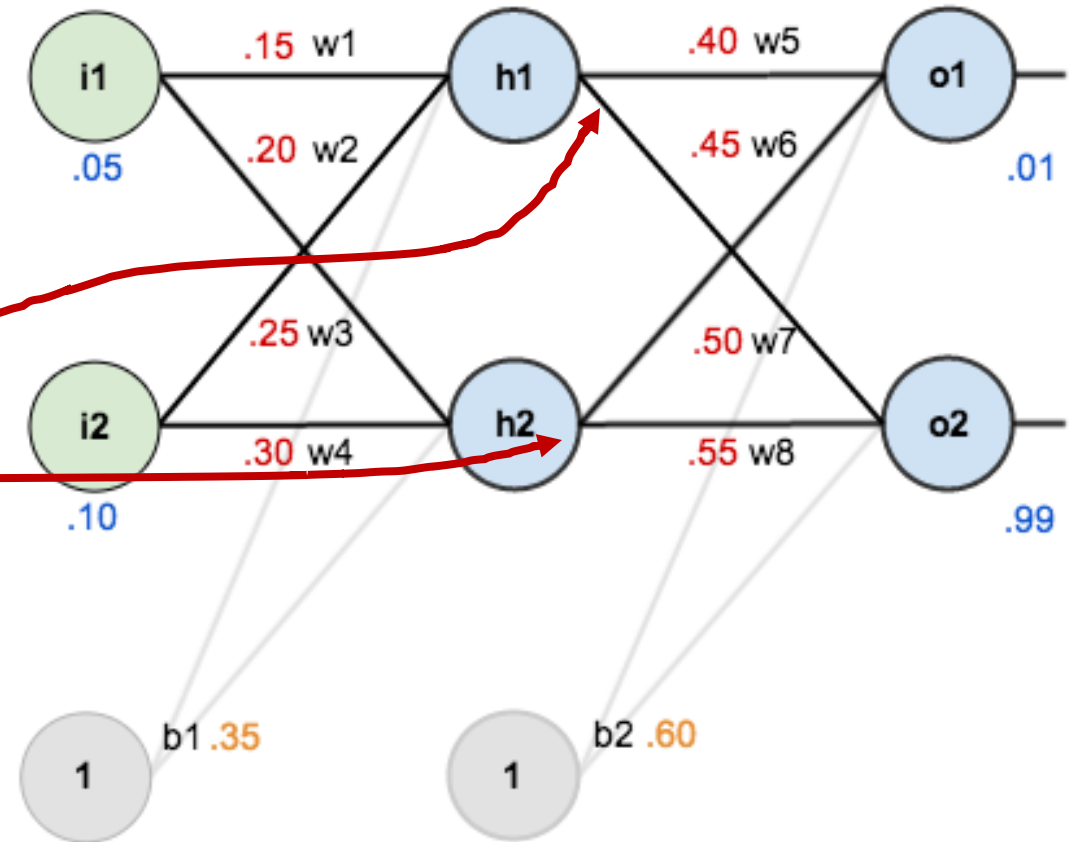 .15 w1
.40 w5
i1
h1
o1
.20 w2
.45 w6
.05
.01
.25 w3
.50 w7
i2
h2
o2
.30 w4
.55 w8
.10
.99
b1 .35
b2 .60
1
1